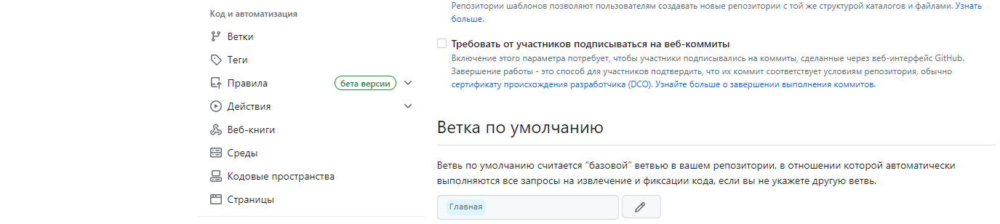 Код и автоматизация
Ветки
Теги
Правила
бета версии
Действия
Веб-книги
Среды
Кодовые пространства
Страницы
Репозитории шаблонов позволяют пользователям создавать новые репозитории с той же структурой каталогов и файлами. Узнать
больше.
Требовать от участников подписываться на веб-коммиты
Включение этого параметра потребует, чтобы участники подписывались на коммиты, сделанные через веб-интерфейс GitHub.
Завершение работы - это способ для участников подтвердить, что их коммит соответствует условиям репозитория, обычно
сертификату происхождения разработчика (DCO). Узнайте больше о завершении выполнения коммитов.
Ветка по умолчанию
Ветвь по умолчанию считается “базовой” ветвью в вашем репозитории, в отношении которой автоматически
выполняются все запросы на извлечение и фиксации кода, если вы не укажете другую ветвь.
Главная